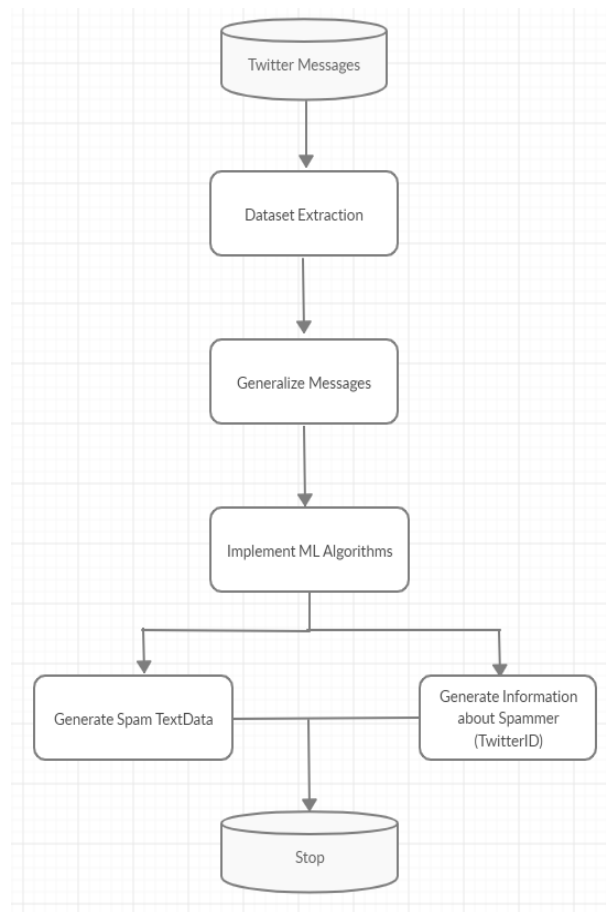 Twitter Messages
Dataset Extraction
Generalize Messages
Implement ML Algorithms
Generate Spam TextData
Generate Information
about Spammer
(TwitterID)
Stop